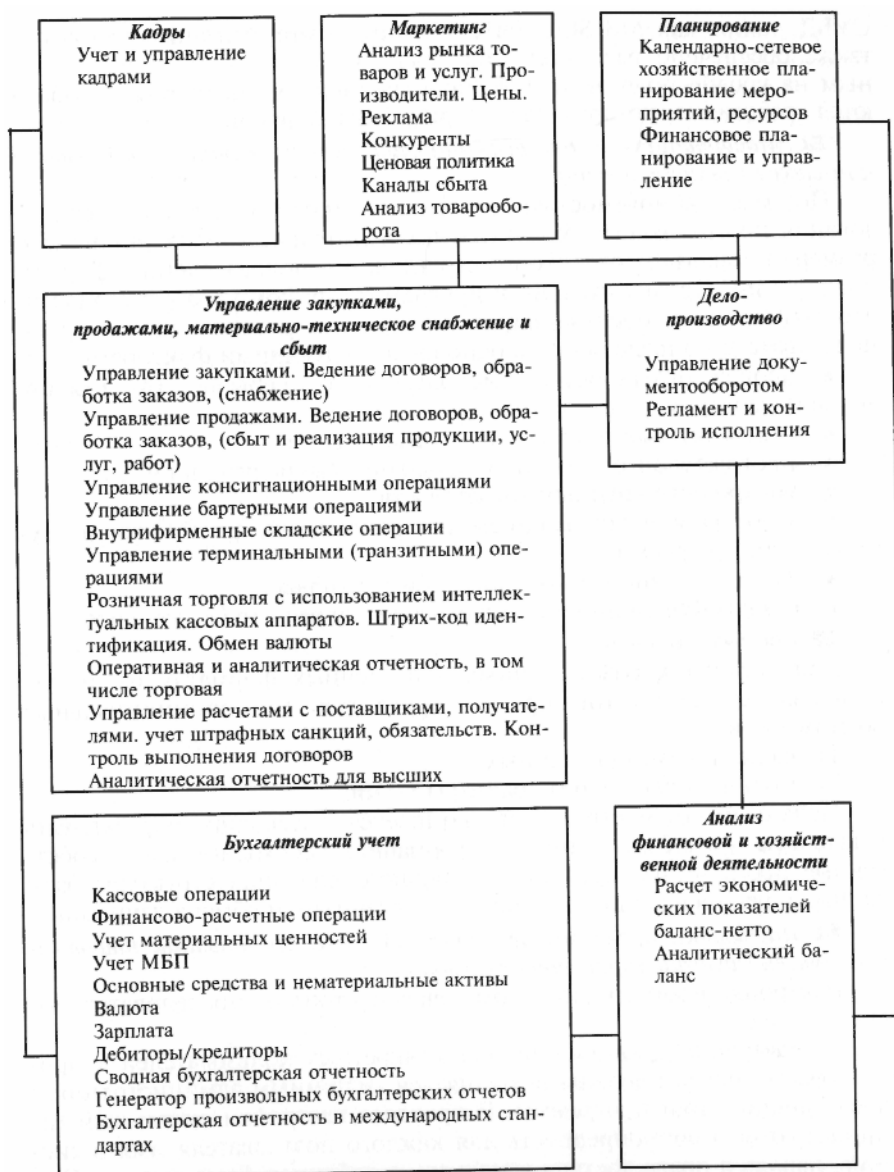 Кадры
Учет и управление
кадрами
Маркетинг
Анализ рынка то-
варов и услуг. Про-
изводители. Цены.
Реклама
Конкуренты
Ценовая политика
Каналы сбыта
Анализ товарообо-
рота
Планирование
Календарно-сетевое
хозяйственное пла-
нирование меро-
приятий, ресурсов
Финансовое пла-
нирование и управ-
ление
Управление закупками,
продажами, материально-техническое снабжение и
сбыт
Управление закупками. Ведение договоров, обра-
ботка заказов, (снабжение)
Управление продажами. Ведение договоров, обра-
ботка заказов, (сбыт и реализация продукции, ус-
луг, работ)
Управление консигнационными операциями
Управление бартерными операциями
Внутрифирменные складские операции
Управление терминальными (транзитными) опе-
рациями
Розничная торговля с использованием интеллек-
туальных кассовых аппаратов. Штрих-код иден-
тификация. Обмен валюты
Оперативная и аналитическая отчетность, в том
числе торговая
Управление расчетами с поставщиками, получате-
лями. учет штрафных санкций, обязательств. Кон-
троль выполнения договоров
Аналитическая отчетность для высших
Дело-
производство
Управление доку-
ментооборотом
Регламент и кон-
троль исполнения
Бухгалтерский учет
Кассовые операции
Финансово-расчетные операции
Учет материальных ценностей
Учет МБП
Основные средства и нематериальные активы
Валюта
Зарплата
Дебиторы/кредиторы
Сводная бухгалтерская отчетность
Генератор произвольных бухгалтерских отчетов
Бухгалтерская отчетность в международных стан-
дартах
Анализ
финансовой и хозяйст-
венной деятельности
Расчет экономиче-
ских показателей
баланс-нетто
Аналитический ба-
ланс